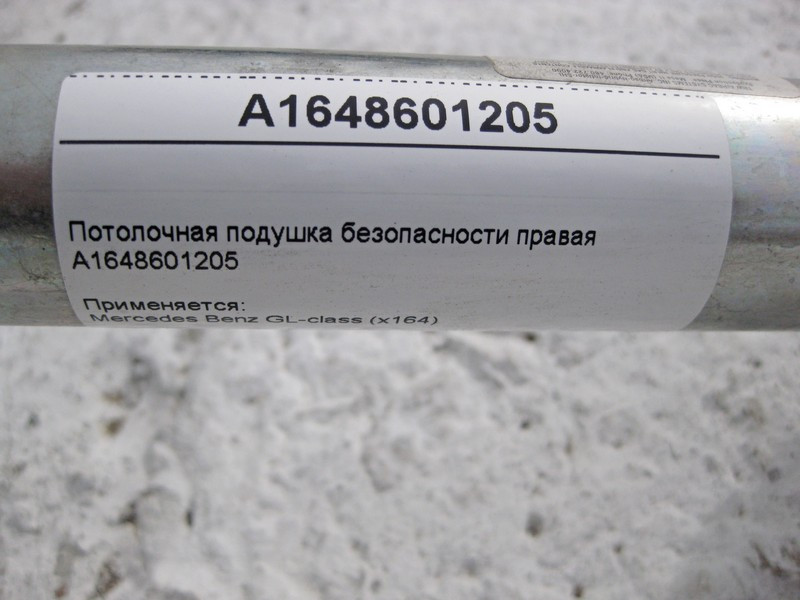 A1648601205
Потолочная подушка безопасности правая
A1648601205
Применяется:
Mercedes Benz GL-class (x164)